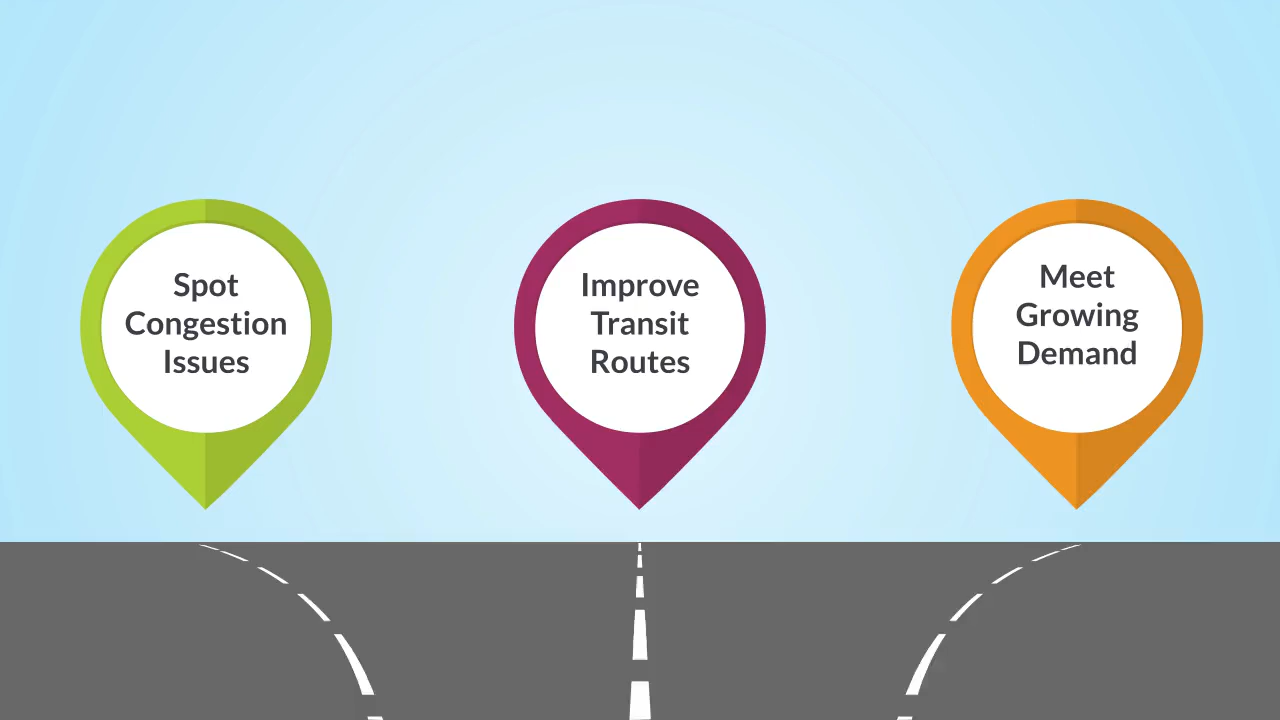 Spot
Congestion
Issues
Improve
Transit
Routes
Meet
Growing
Demand